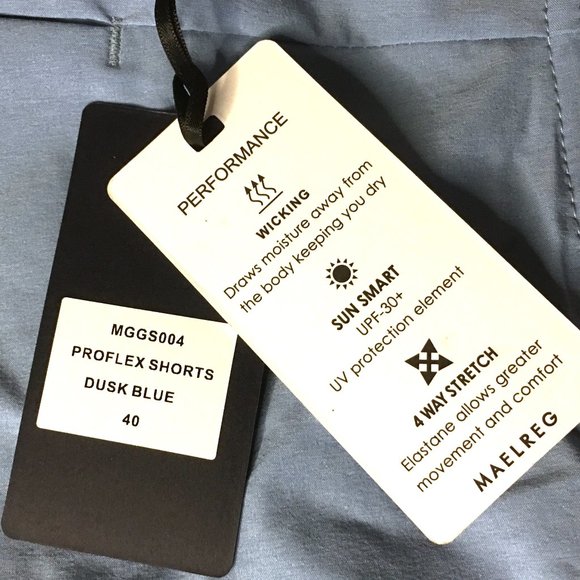 PERFORMANCE
WICKING
Draws moisture away from
the body keeping you dry
SUN SMART
UPF-30+
UV protection element
4 WAY STRETCH
Elastane allows greater
movement and comfort
MAELREG
MGGS004
PROFLEX SHORTS
DUSK BLUE
40